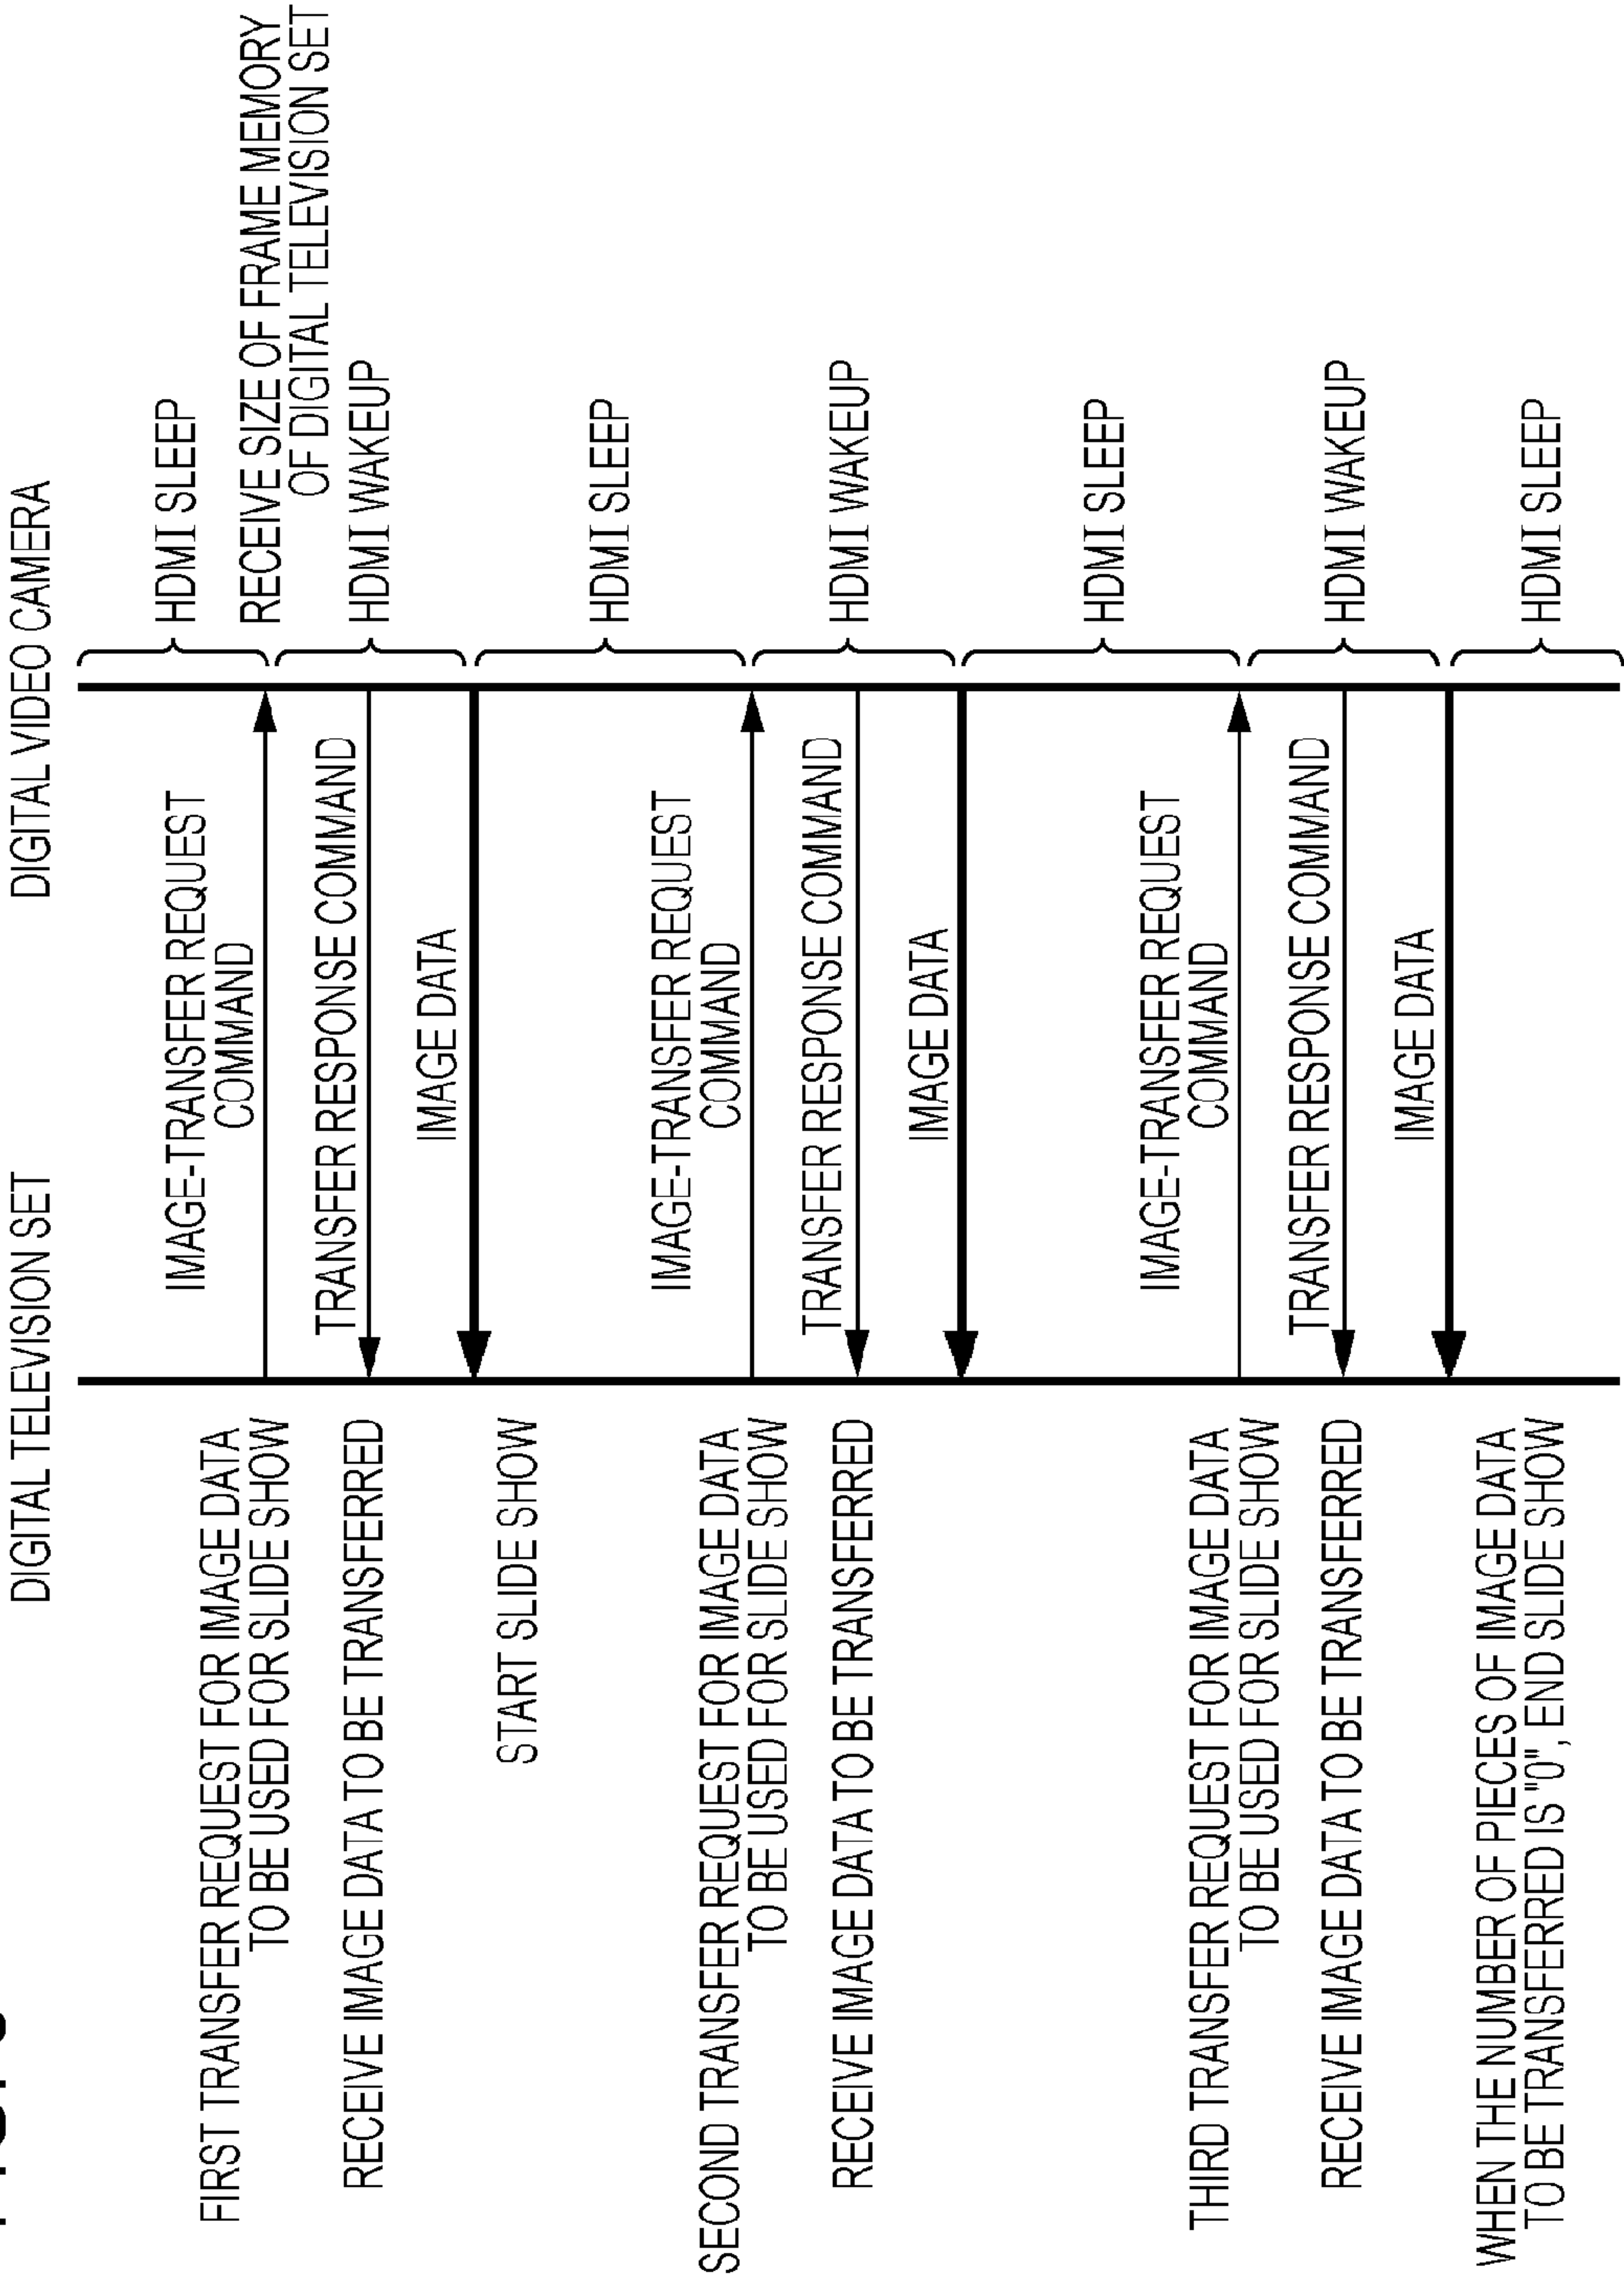 DIGITAL TELEVISION SET
DIGITAL VIDEO CAMERA
HDMI SLEEP
IMAGE-TRANSFER REQUEST
COMMAND
FIRST TRANSFER REQUEST FOR IMAGE DATA
TO BE USED FOR SLIDE SHOW
RECEIVE SIZE OF FRAME MEMORY
OF DIGITAL TELEVISION SET
TRANSFER RESPONSE COMMAND
RECEIVE IMAGE DATA TO BE TRANSFERRED
HDMI WAKEUP
IMAGE DATA
START SLIDE SHOW
HDMI SLEEP
IMAGE-TRANSFER REQUEST
COMMAND
SECOND TRANSFER REQUEST FOR IMAGE DATA
TO BE USED FOR SLIDE SHOW
TRANSFER RESPONSE COMMAND
RECEIVE IMAGE DATA TO BE TRANSFERRED
HDMI WAKEUP
IMAGE DATA
HDMI SLEEP
IMAGE-TRANSFER REQUEST
COMMAND
THIRD TRANSFER REQUEST FOR IMAGE DATA
TO BE USED FOR SLIDE SHOW
TRANSFER RESPONSE COMMAND
RECEIVE IMAGE DATA TO BE TRANSFERRED
HDMI WAKEUP
IMAGE DATA
WHEN THE NUMBER OF PIECES OF IMAGE DATA
TO BE TRANSFERRED IS "0", END SLIDE SHOW
HDMI SLEEP